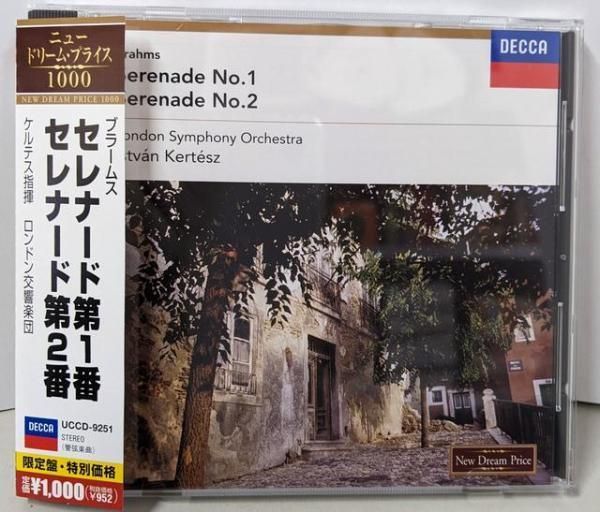 ニュー
ドリーム・プライス
1000
NEW DREAM PRICE 1000
ブラームス
セレナード第1番
セレナード第2番
ケルテス指揮 ロンドン交響楽団
DECCA
UCCD-9251
STEREO
(管弦楽曲)
限定盤・特別価格
定価¥1,000(税抜価格¥952)
DECCA
rahms
erenade No.1
erenade No.2
ondon Symphony Orchestra
stván Kertész
New Dream Price